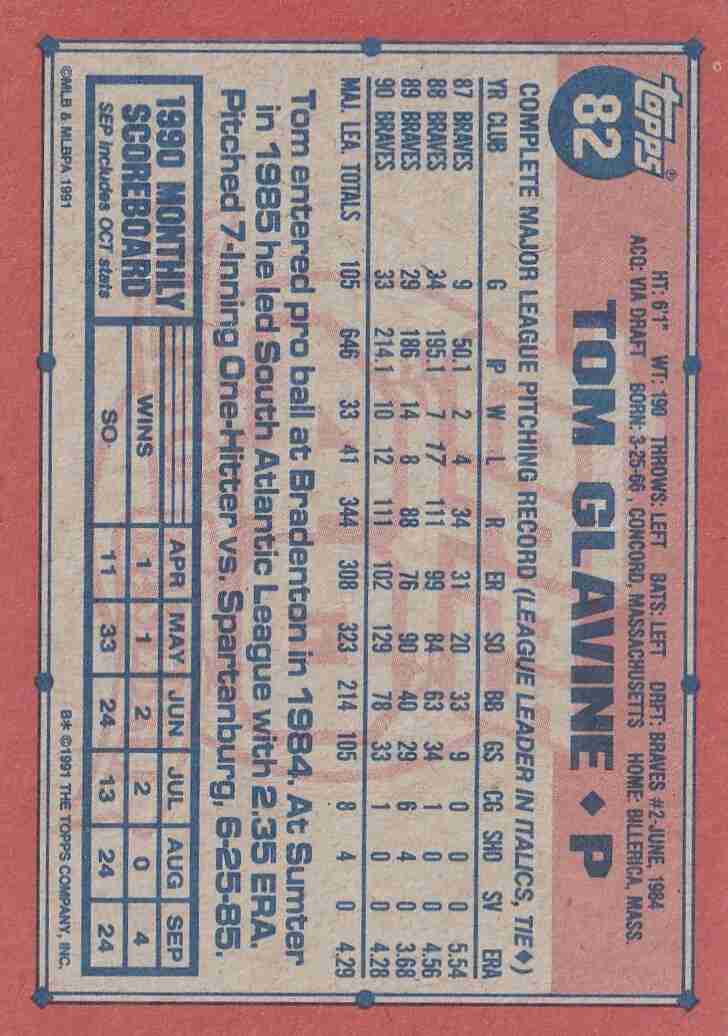 topps®
82
HT: 6'1" WT: 190 THROWS: LEFT BATS: LEFT DRFT: BRAVES #2-JUNE, 1984
ACQ: VIA DRAFT BORN: 3-25-66, CONCORD, MASSACHUSETTS HOME: BILLERICA, MASS.
TOM GLAVINE ♦ P
COMPLETE MAJOR LEAGUE PITCHING RECORD (LEAGUE LEADER IN ITALICS, TIE♦)
YR CLUB G IP W L R ER SO BB GS CG SHO SV ERA
87 BRAVES 9 50.1 2 4 34 31 20 33 9 0 0 0 5.54
88 BRAVES 34 195.1 7 17 111 99 84 63 34 1 0 0 4.56
89 BRAVES 29 186 14 8 88 76 90 40 29 6 4 0 3.68
90 BRAVES 33 214.1 10 12 111 102 129 78 33 1 0 0 4.28
MAJ. LEA. TOTALS 105 646 33 41 344 308 323 214 105 8 4 0 4.29
Tom entered pro ball at Bradenton in 1984. At Sumter
in 1985 he led South Atlantic League with 2.35 ERA.
Pitched 7-Inning One-Hitter vs. Spartanburg, 6-25-85.
1990 MONTHLY
SCOREBOARD
SEP includes OCT stats
APR MAY JUN JUL AUG SEP
WINS 1 1 2 2 0 4
SO 11 33 24 13 24 24
©MLB & MLBPA 1991
B* ©1991 THE TOPPS COMPANY, INC.